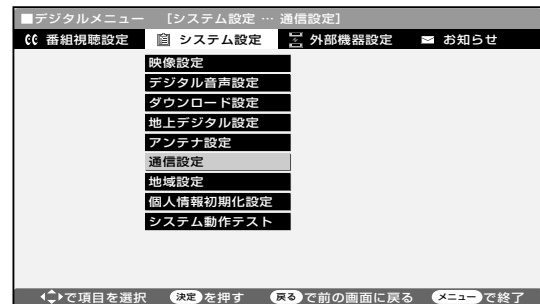 ■デジタルメニュー [システム設定 … 通信設定]
番組視聴設定 システム設定 外部機器設定 お知らせ
映像設定
デジタル音声設定
ダウンロード設定
地上デジタル設定
アンテナ設定
通信設定
地域設定
個人情報初期化設定
システム動作テスト
で項目を選択 決定を押す 戻るで前の画面に戻る メニューで終了